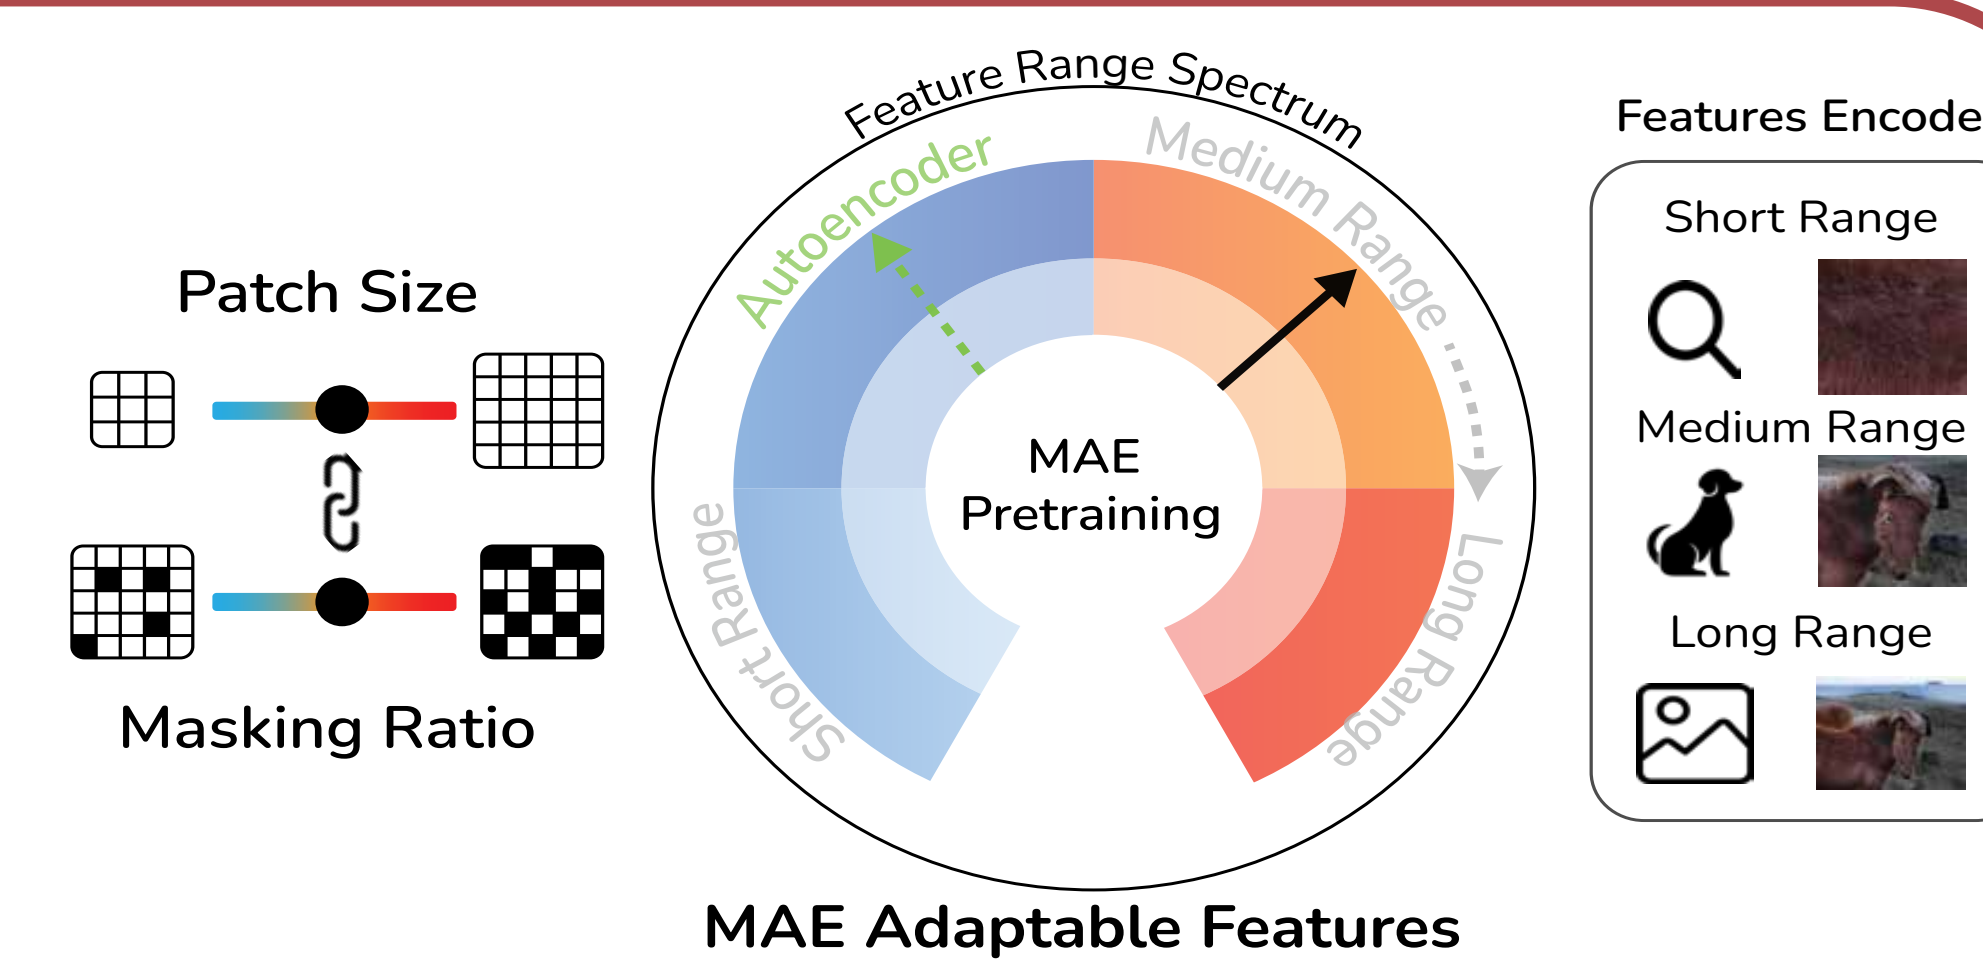 Feature Range Spectrum
Autoencoder
Medium Range
Short Range
Long Range
MAE
Pretraining
Patch Size
Masking Ratio
MAE Adaptable Features
Features Encode
Short Range
Medium Range
Long Range